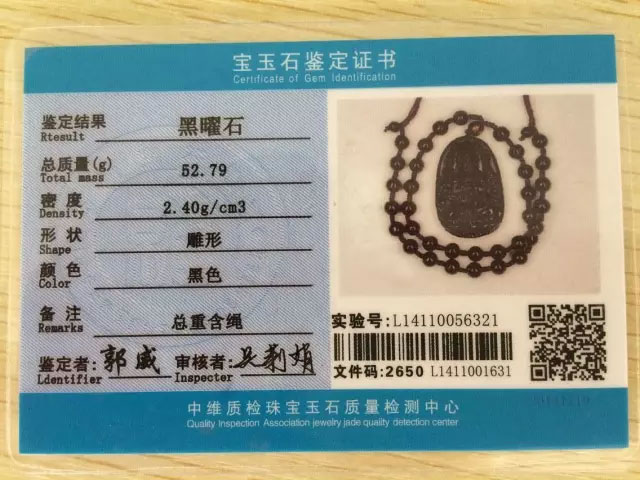 宝玉石鉴定证书
Certificate of Gem Identification
鉴定结果 黑曜石
Rtesult
总质量(g) 52.79
Total mass
密度 2.40g/cm3
Density
形状 雕形
Shape
颜色 黑色
Color
备注 总重含绳
Remarks
鉴定者: 郭威 审核者:
Ldentifier Inspecter
实验号:L14110056321
文件码:2650 L1411001631
中维质检珠宝玉石质量检测中心
Quality Inspection Association jewelry jade quality detection center